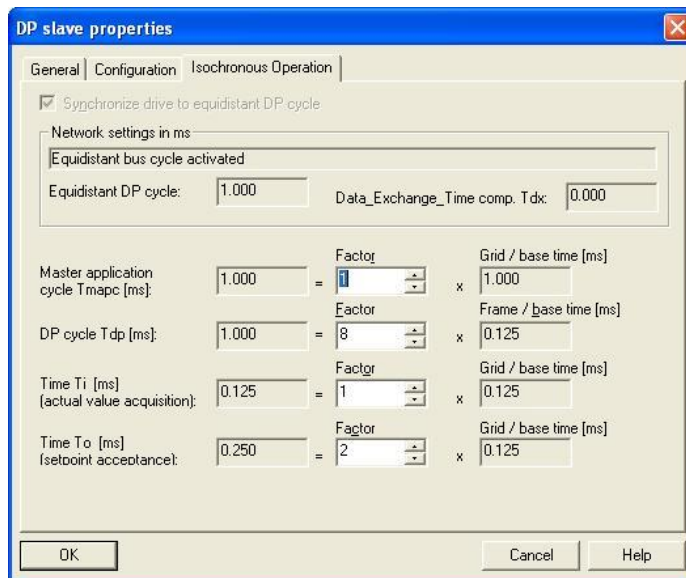 DP slave properties
General Configuration Isochronous Operation
Synchronize drive to equidistant DP cycle
Network settings in ms
Equidistant bus cycle activated
Equidistant DP cycle: 1.000 Data_Exchange_Time comp. Tdx: 0.000
Factor Grid / base time [ms]
Master application
cycle Tmapc [ms]: 1.000 = 1 x 1.000
Factor Frame / base time [ms]
DP cycle Tdp [ms]: 1.000 = 8 x 0.125
Factor Grid / base time [ms]
Time Ti [ms]
(actual value acquisition): 0.125 = 1 x 0.125
Factor Grid / base time [ms]
Time To [ms]
(setpoint acceptance): 0.250 = 2 x 0.125
OK Cancel Help